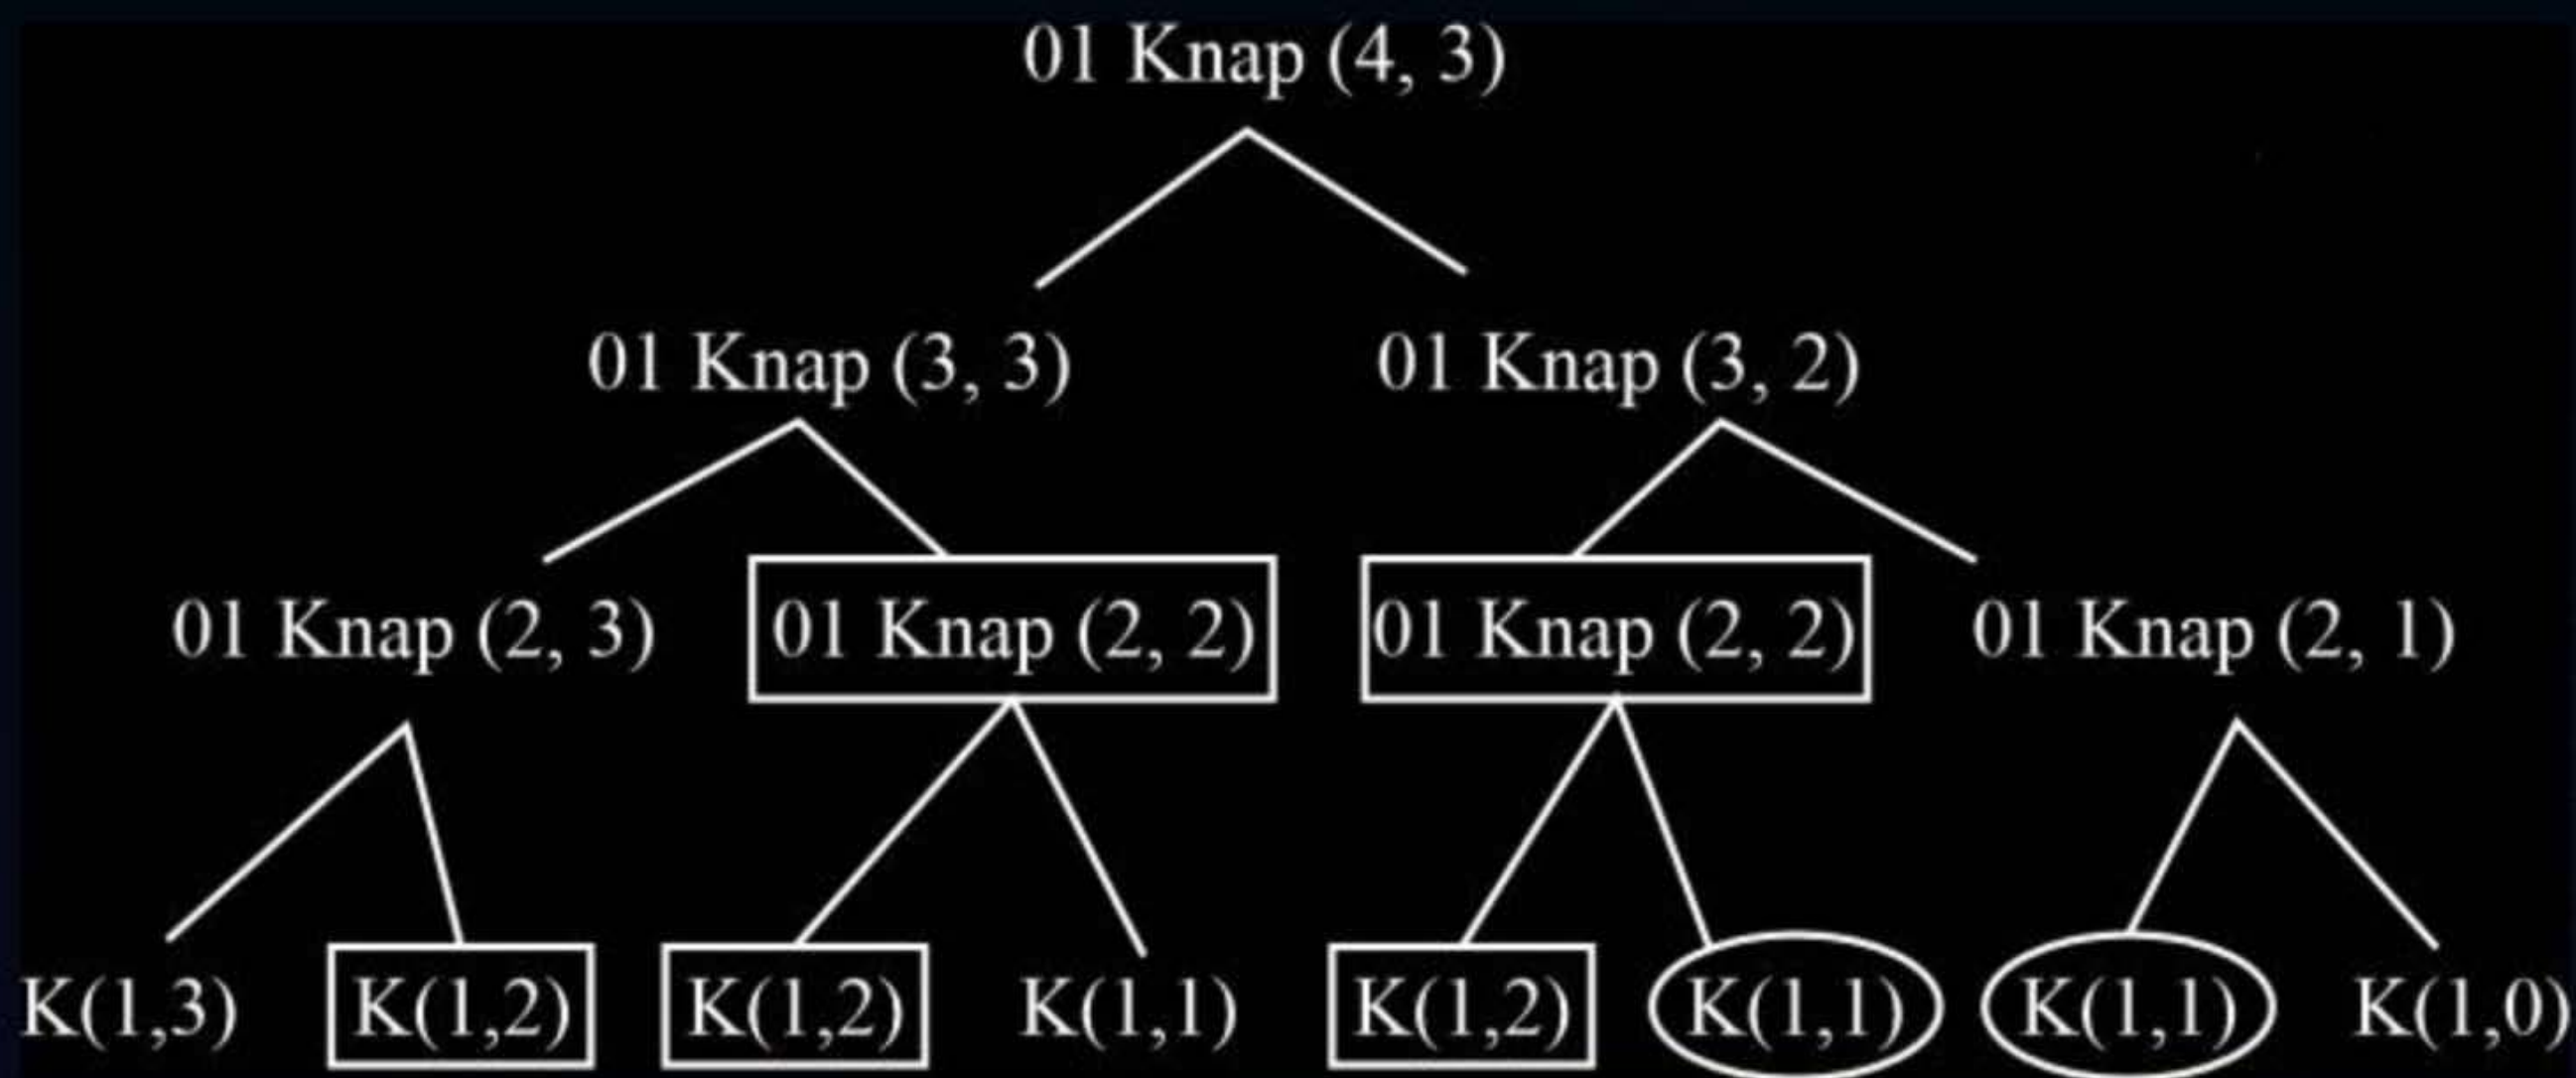 01 Knap (4, 3)
01 Knap (3, 3) 01 Knap (3, 2)
01 Knap (2, 3) 01 Knap (2, 2) 01 Knap (2, 2) 01 Knap (2, 1)
K(1,3) K(1,2) K(1,2) K(1,1) K(1,2) K(1,1) K(1,1) K(1,0)